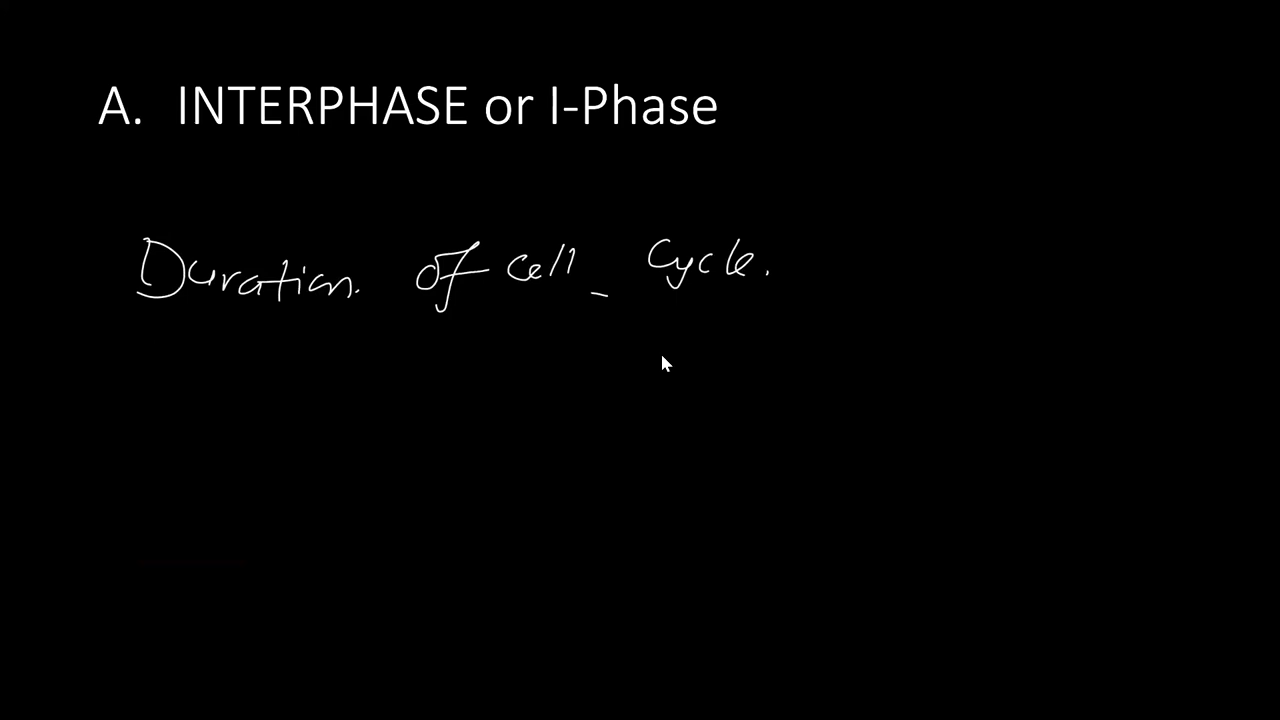 A. INTERPHASE or I-Phase
Duration. of cell - Cycle.